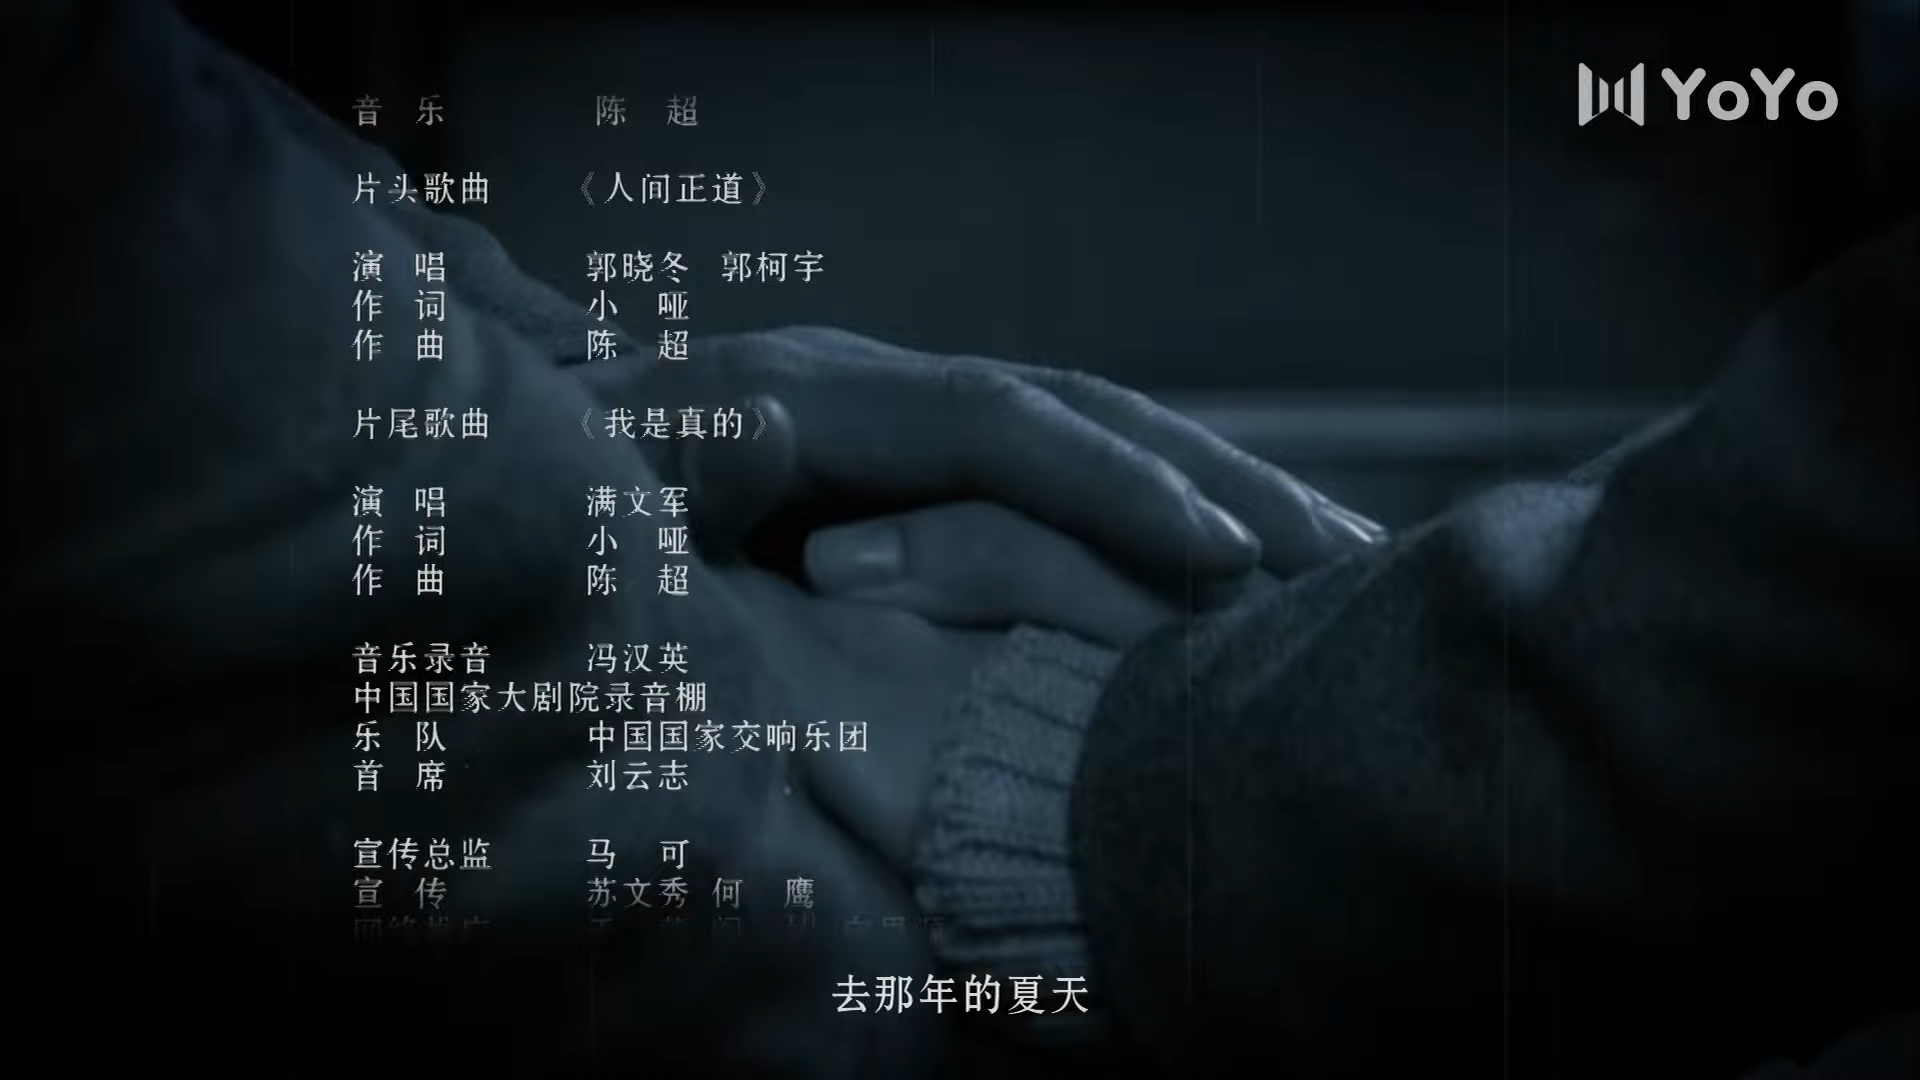 YoYo
音 乐 陈 超
片头歌曲 《人间正道》
演 唱 郭晓冬 郭柯宇
作 词 小 哑
作 曲 陈 超
片尾歌曲 《我是真的》
演 唱 满文军
作 词 小 哑
作 曲 陈 超
音乐录音 冯汉英
中国国家大剧院录音棚
乐 队 中国国家交响乐团
首 席 刘云志
宣传总监 马 可
宣 传 苏文秀 何 鹰
去那年的夏天